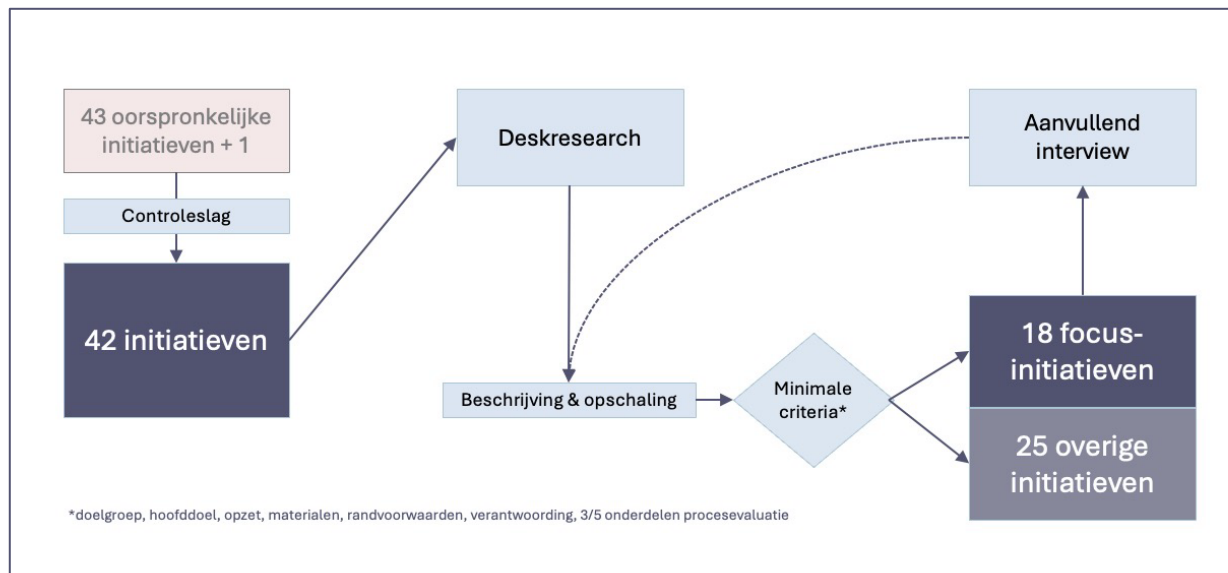 43 oorspronkelijke
initiatieven + 1
Controleslag
42 initiatieven
Deskresearch
Beschrijving & opschaling
Minimale
criteria*
Aanvullend
interview
18 focus-
initiatieven
25 overige
initiatieven
*doelgroep, hoofddoel, opzet, materialen, randvoorwaarden, verantwoording, 3/5 onderdelen procesevaluatie